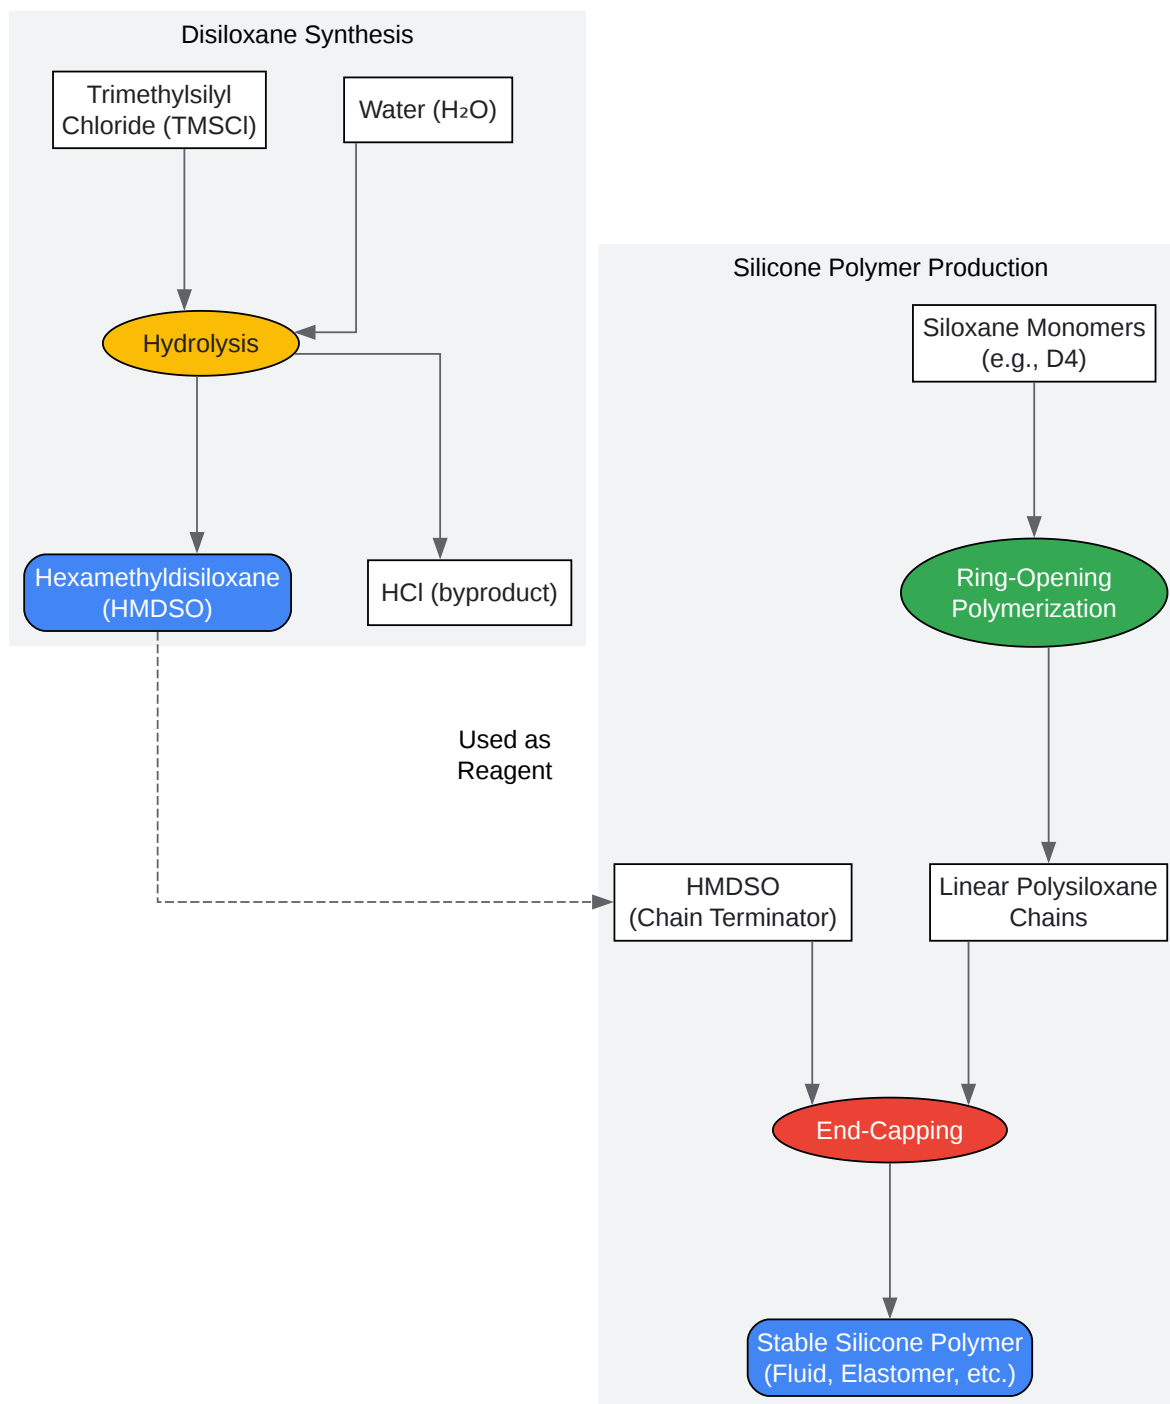 Disiloxane Synthesis
Trimethylsilyl
Chloride (TMSCl)
Water (H₂O)
Hydrolysis
Hexamethyldisiloxane
(HMDSO)
HCl (byproduct)
Used as
Reagent
Silicone Polymer Production
Siloxane Monomers
(e.g., D4)
Ring-Opening
Polymerization
HMDSO
(Chain Terminator)
Linear Polysiloxane
Chains
End-Capping
Stable Silicone Polymer
(Fluid, Elastomer, etc.)